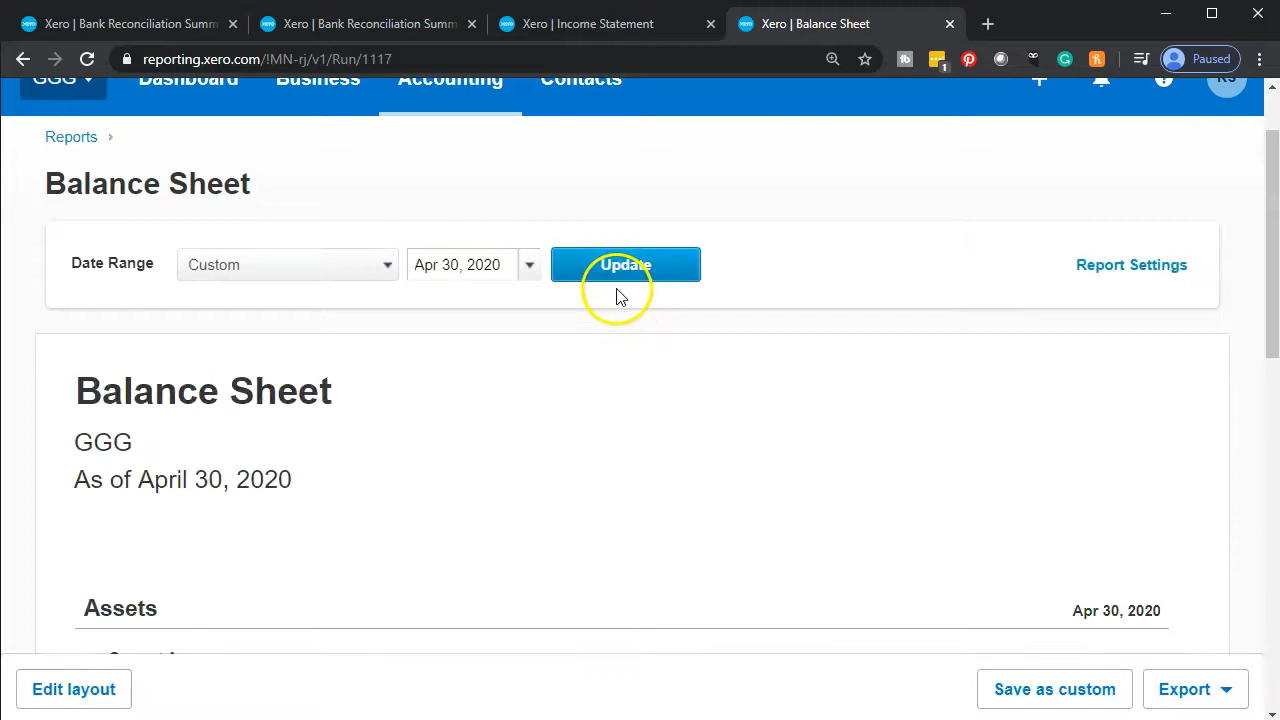 Xero | Bank Reconciliation Summ
Xero | Bank Reconciliation Summ
Xero | Income Statement
Xero | Balance Sheet
reporting.xero.com/!MN-rj/v1/Run/1117
1
Paused
GGG
Dashboard
Business
Accounting
Contacts
Reports
Balance Sheet
Date Range
Custom
Apr 30, 2020
Update
Report Settings
Balance Sheet
GGG
As of April 30, 2020
Assets
Apr 30, 2020
Edit layout
Save as custom
Export